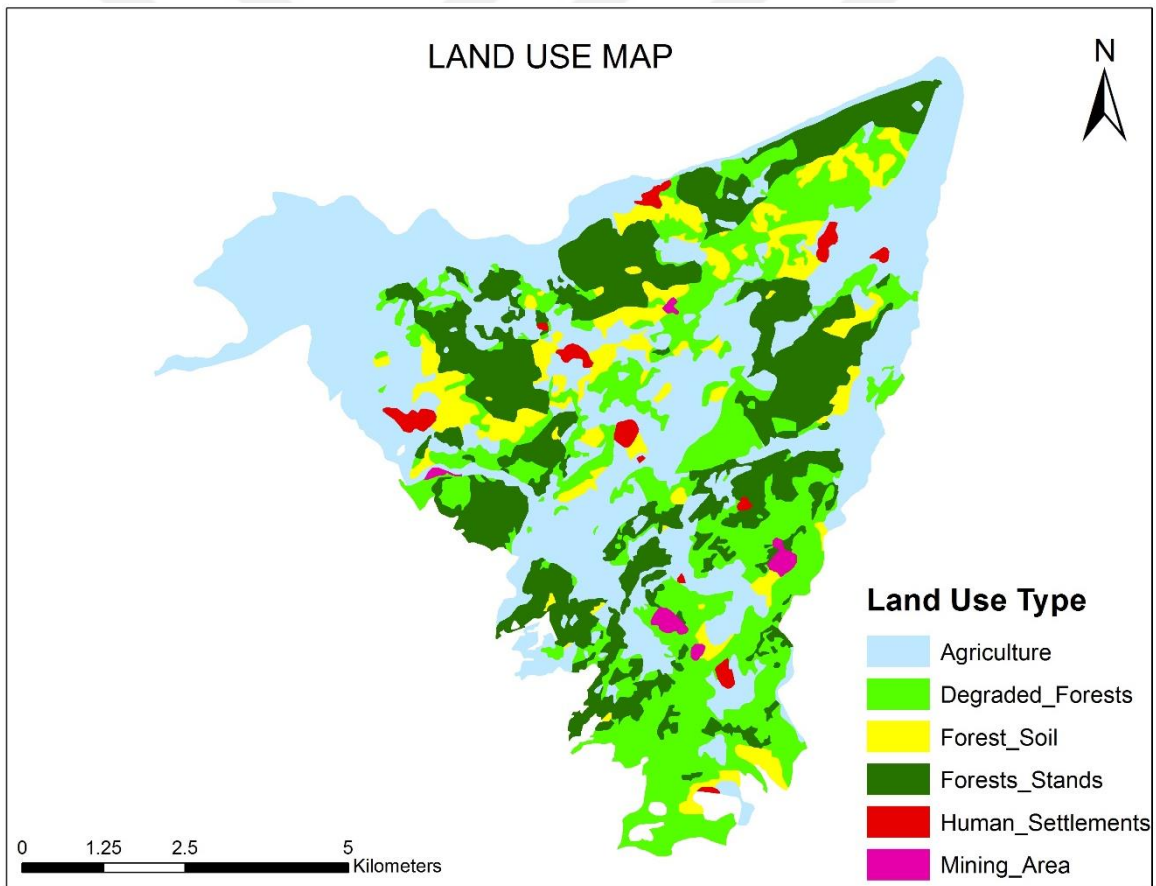 LAND USE MAP
N
Land Use Type
Agriculture
Degraded_Forests
Forest_Soil
Forests_Stands
Human_Settlements
Mining_Area
0 1.25 2.5 5
Kilometers